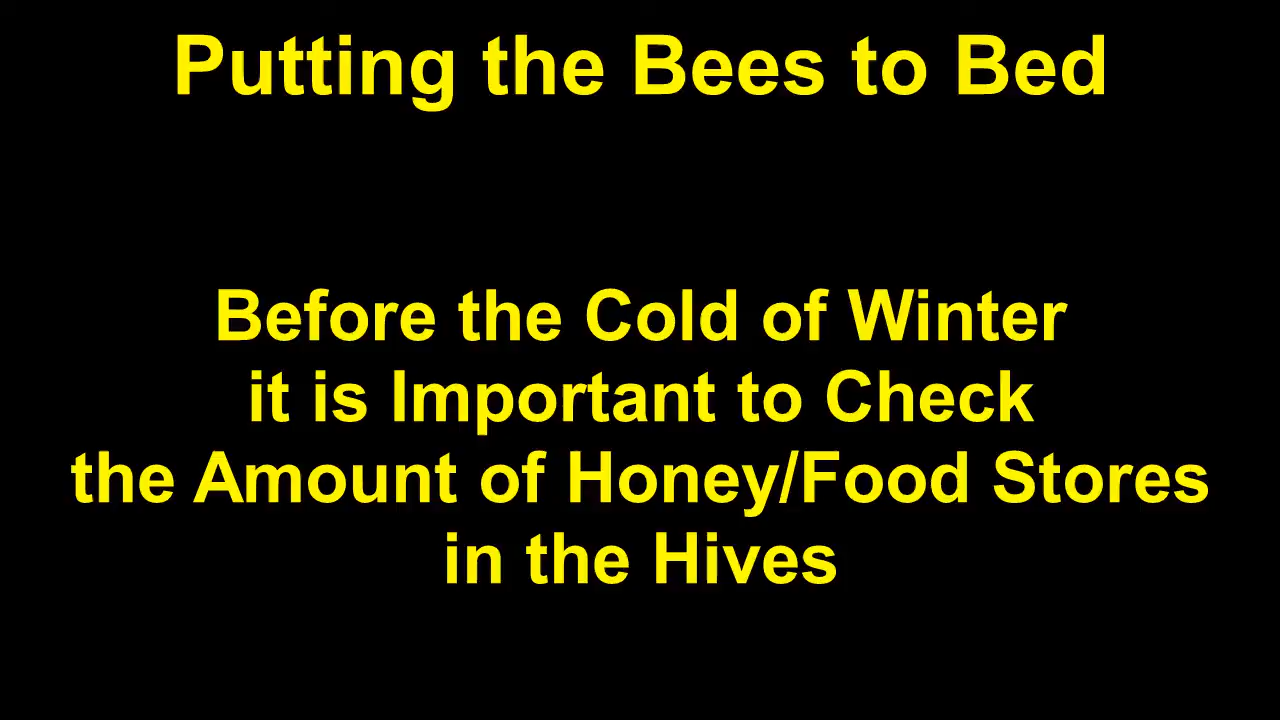 Putting the Bees to Bed
Before the Cold of Winter
it is Important to Check
the Amount of Honey/Food Stores
in the Hives